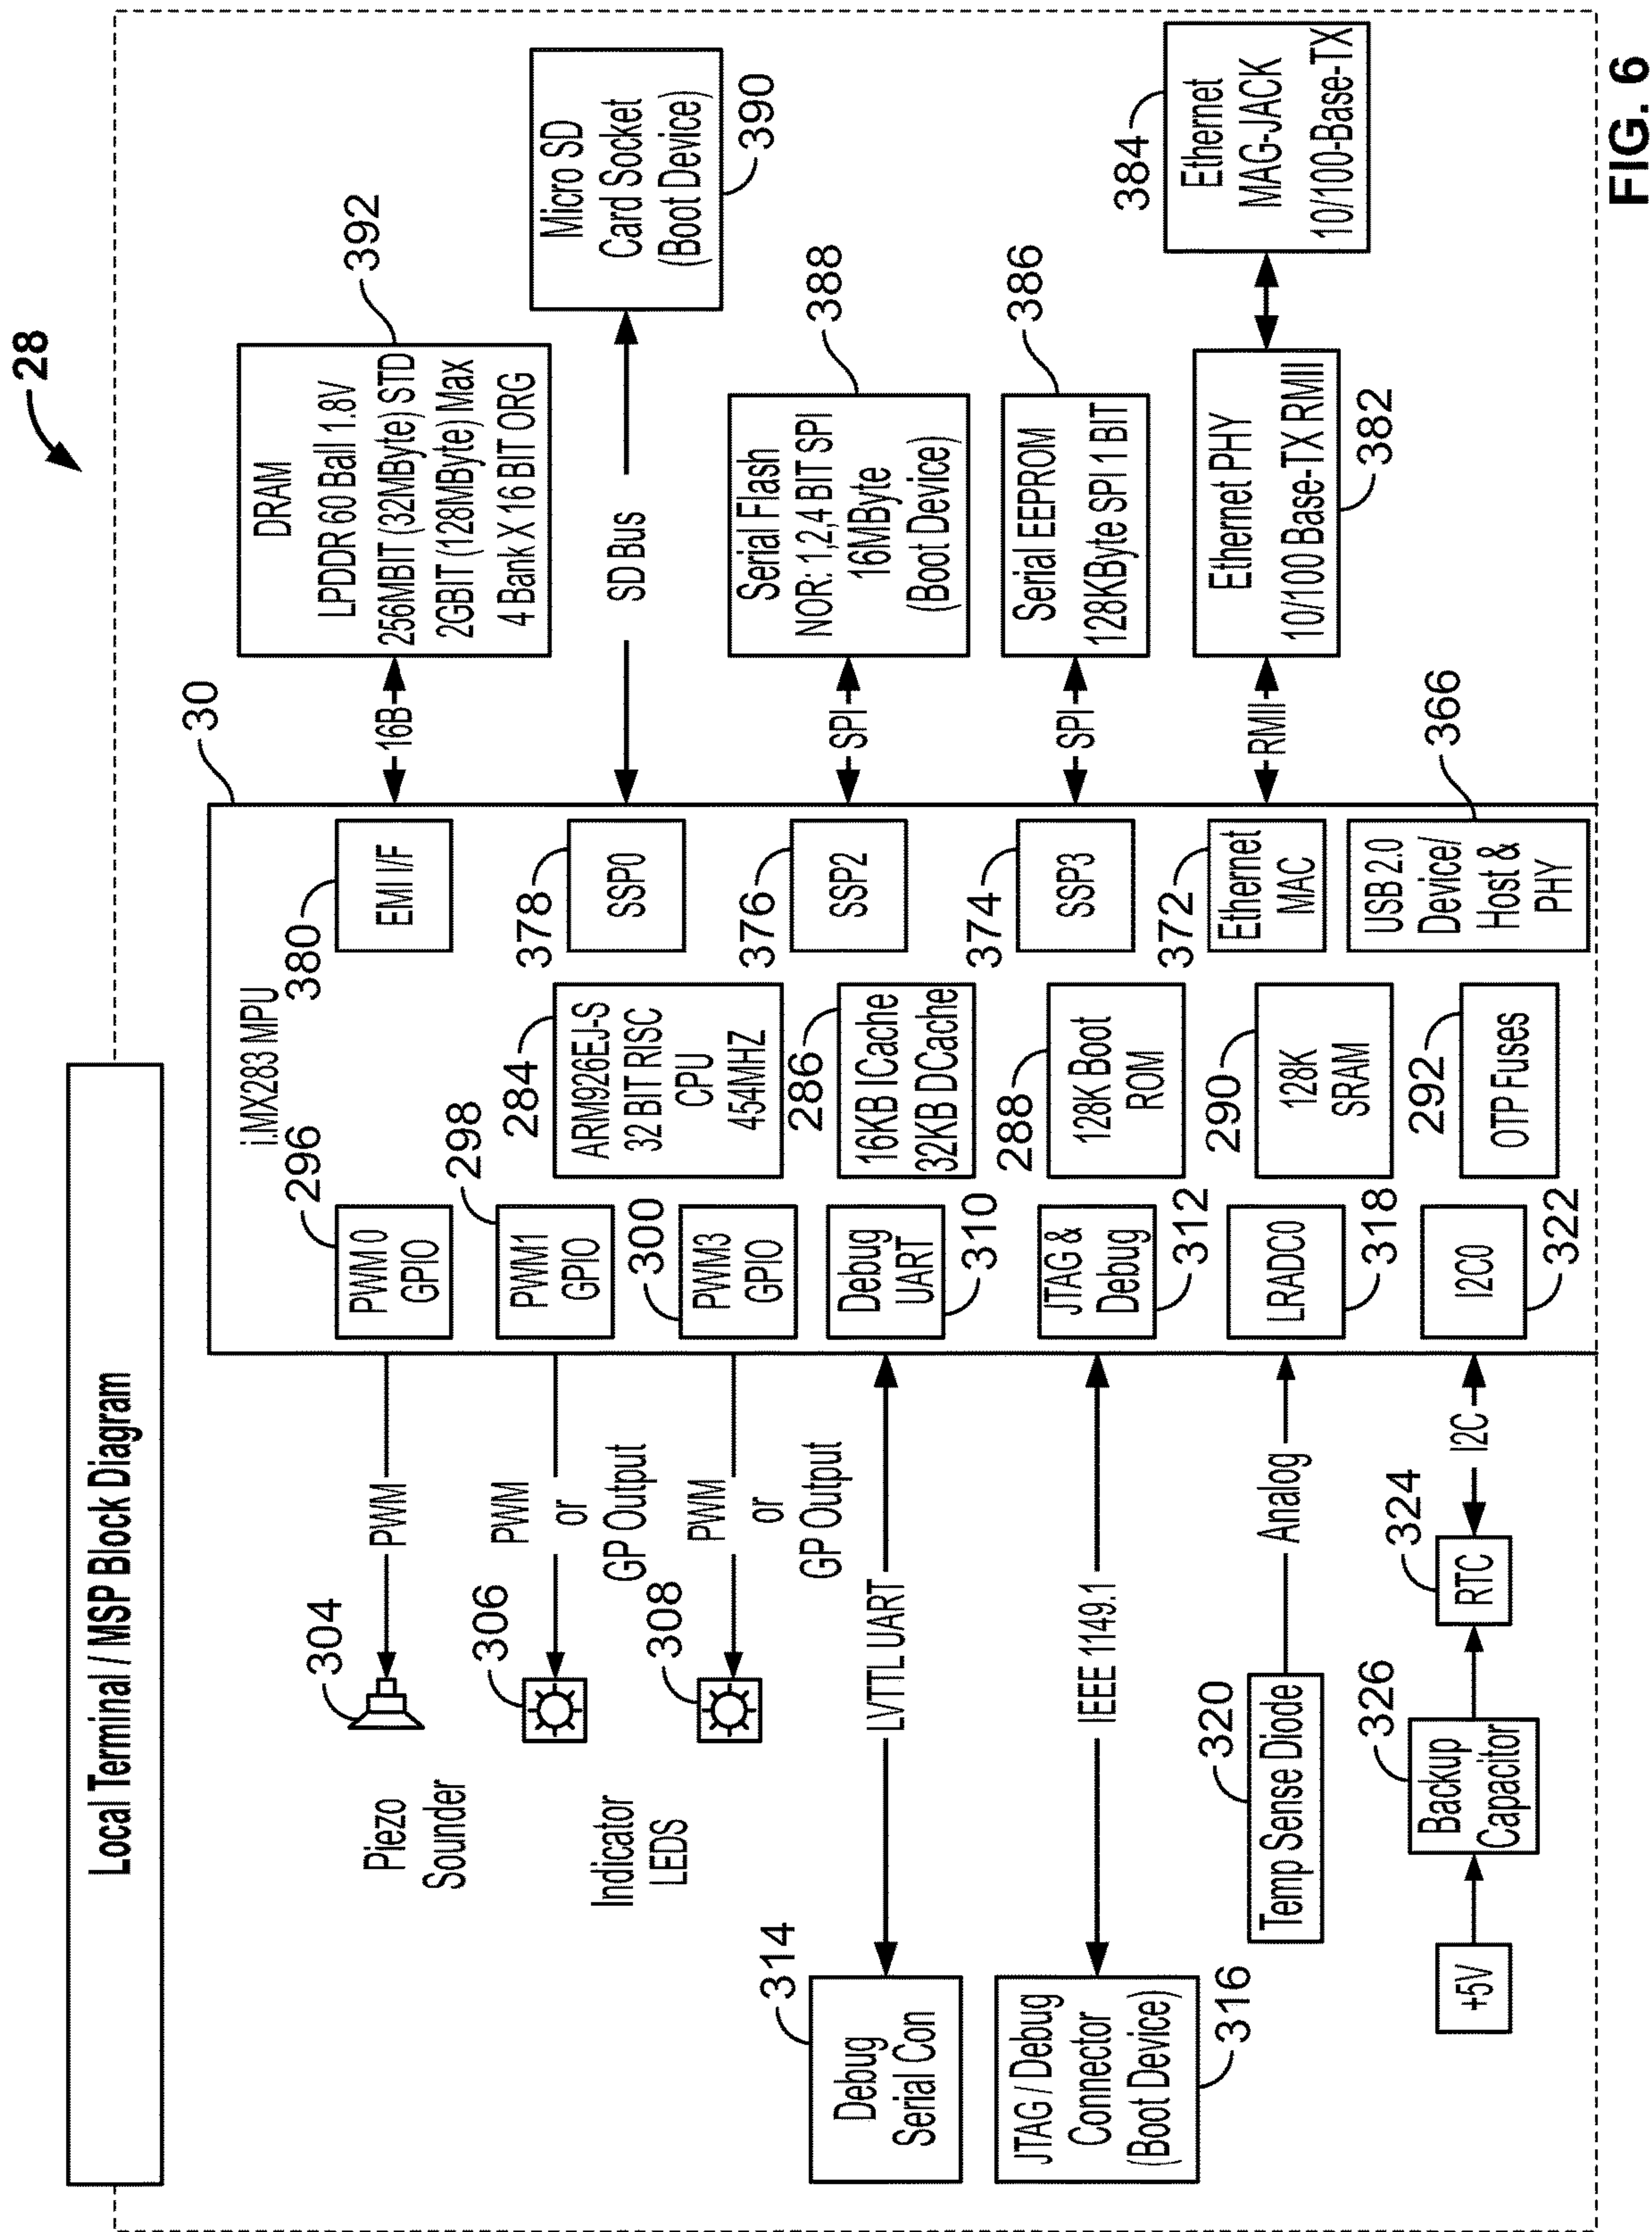 Local Terminal / MSP Block Diagram
28
30
i.MX283 MPU
304
Piezo
Sounder
PWM
296
PWM 0
GPIO
380
EMI I/F
16B
392
DRAM
LPDDR 60 Ball 1.8V
256MBIT (32MByte) STD
2GBIT (128MByte) Max
4 Bank X 16 BIT ORG
306
Indicator
LEDS
PWM
or
GP Output
298
PWM1
GPIO
284
ARM926EJ-S
32 BIT RISC
CPU
454MHZ
378
SSP0
SD Bus
Micro SD
Card Socket
(Boot Device)
390
308
PWM
or
GP Output
300
PWM3
GPIO
314
Debug
Serial Con
LVTTL UART
Debug
UART
310
286
16KB ICache
32KB DCache
376
SSP2
SPI
388
Serial Flash
NOR: 1,2,4 BIT SPI
16MByte
(Boot Device)
JTAG / Debug
Connector
(Boot Device)
316
IEEE 1149.1
JTAG &
Debug
312
288
128K Boot
ROM
374
SSP3
SPI
386
Serial EEPROM
128KByte SPI 1 BIT
320
Temp Sense Diode
Analog
LRADC0
318
290
128K
SRAM
372
Ethernet
MAC
RMII
Ethernet PHY
10/100 Base-TX RMII
382
384
Ethernet
MAG-JACK
10/100-Base-TX
+5V
326
Backup
Capacitor
324
RTC
I2C
I2C0
322
292
OTP Fuses
366
USB 2.0
Device/
Host &
PHY
FIG. 6